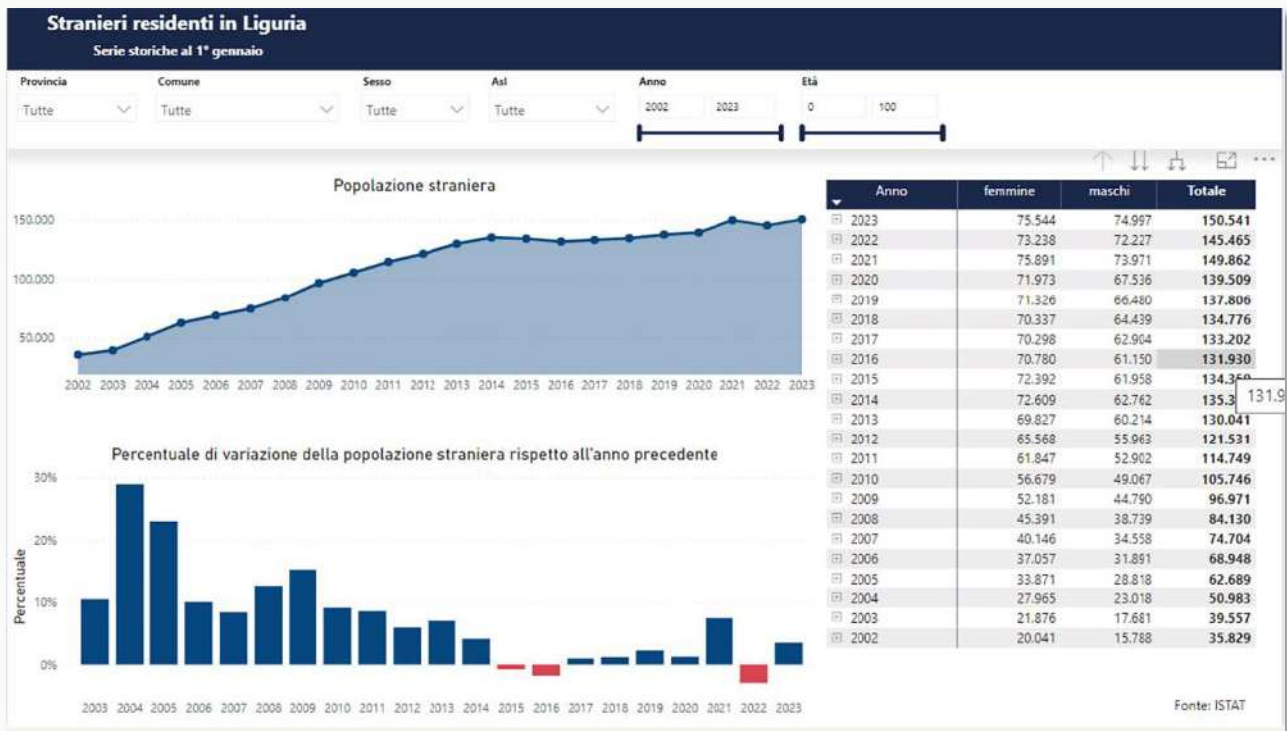 Stranieri residenti in Liguria
Serie storiche al 1° gennaio
Provincia Comune Sesso Asl Anno Età
Tutte Tutte Tutte Tutte 2002 2023 0 100
Popolazione straniera
150.000
100.000
50.000
2002 2003 2004 2005 2006 2007 2008 2009 2010 2011 2012 2013 2014 2015 2016 2017 2018 2019 2020 2021 2022 2023
Percentuale di variazione della popolazione straniera rispetto all'anno precedente
Percentuale
30%
20%
10%
0%
2003 2004 2005 2006 2007 2008 2009 2010 2011 2012 2013 2014 2015 2016 2017 2018 2019 2020 2021 2022 2023
Anno femmine maschi Totale
2023 75.544 74.997 150.541
2022 73.238 72.227 145.465
2021 75.891 73.971 149.862
2020 71.973 67.536 139.509
2019 71.326 66.480 137.806
2018 70.337 64.439 134.776
2017 70.298 62.904 133.202
2016 70.780 61.150 131.930
2015 72.392 61.958
2014 72.609 62.762 135.3
131.9
2013 69.827 60.214 130.041
2012 65.568 55.963 121.531
2011 61.847 52.902 114.749
2010 56.679 49.067 105.746
2009 52.181 44.790 96.971
2008 45.391 38.739 84.130
2007 40.146 34.558 74.704
2006 37.057 31.891 68.948
2005 33.871 28.818 62.689
2004 27.965 23.018 50.983
2003 21.876 17.681 39.557
2002 20.041 15.788 35.829
Fonte: ISTAT